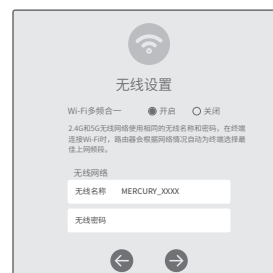 无线设置
Wi-Fi多频合一 开启 关闭
2.4G和5G无线网络使用相同的无线名称和密码，在终端
连接Wi-Fi时，路由器会根据网络情况自动为终端选择最
佳上网频段。
无线网络
无线名称 MERCURY_XXXX
无线密码